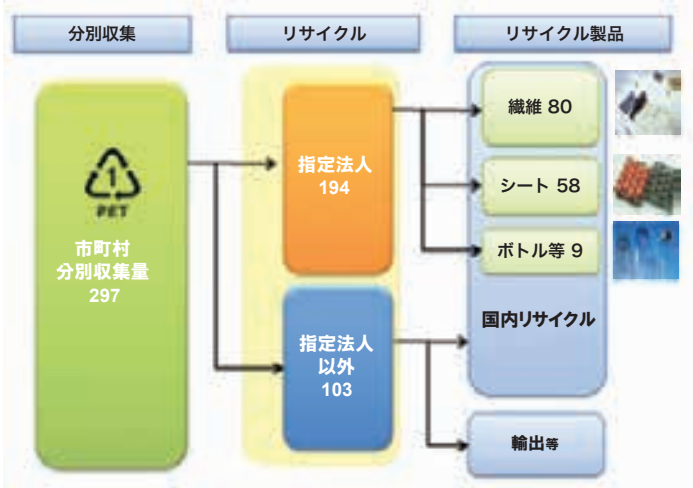 分別収集
リサイクル
リサイクル製品
1
PET
市町村
分別収集量
297
指定法人
194
指定法人
以外
103
繊維 80
シート 58
ボトル等 9
国内リサイクル
輸出等